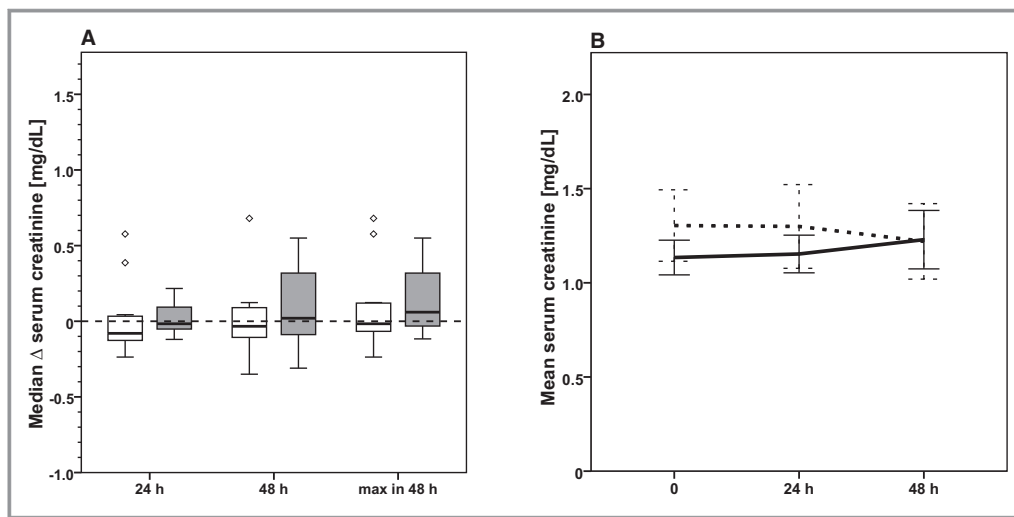 A
Median Δ serum creatinine [mg/dL]
1.5
1.0
0.5
0
-0.5
-1.0
24 h
48 h
max in 48 h
B
Mean serum creatinine [mg/dL]
2.0
1.5
1.0
0.5
0
0
24 h
48 h